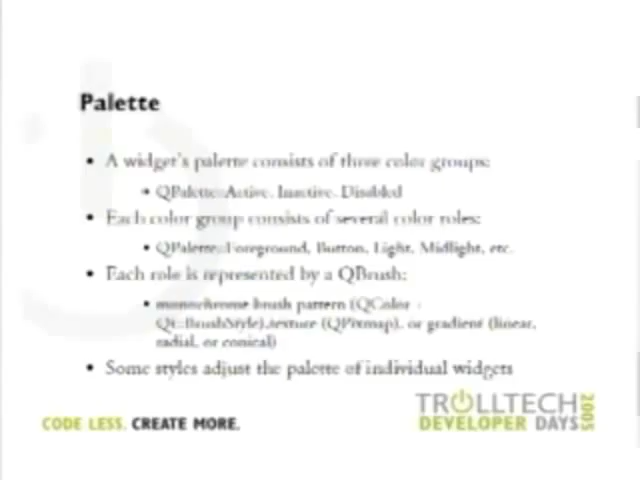 Palette
• A widget's palette consists of three color groups:
• QPalette::Active, Inactive, Disabled
• Each color group consists of several color roles:
• QPalette::Foreground, Button, Light, Midlight, etc.
• Each role is represented by a QBrush:
• monochrome brush pattern (QColor +
Qt::BrushStyle),texture (QPixmap), or gradient (linear,
radial, or conical)
• Some styles adjust the palette of individual widgets
CODE LESS. CREATE MORE.
TROLLTECH
DEVELOPER DAYS
2005